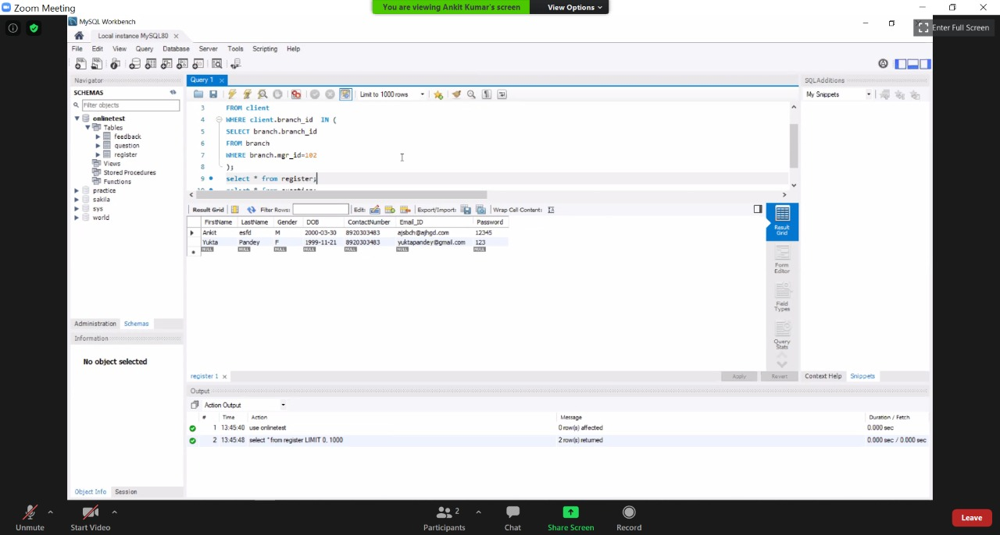 Zoom Meeting
You are viewing Ankit Kumar's screen View Options
MySQL Workbench
Enter Full Screen
Local instance MySQL80
File Edit View Query Database Server Tools Scripting Help
Navigator
SCHEMAS
Filter objects
onlinetest
Tables
feedback
question
register
Views
Stored Procedures
Functions
practice
sakila
sys
world
Administration Schemas
Information
No object selected
Object Info Session
Query 1
Limit to 1000 rows
3 FROM client
4 WHERE client.branch_id IN (
5 SELECT branch.branch_id
6 FROM branch
7 WHERE branch.mgr_id=102
8 );
9 select * from register;
10 select * from question;
Result Grid Filter Rows: Edit: Export/Import: Wrap Cell Content:
FirstName LastName Gender DOB ContactNumber Email_ID Password
Ankit esfd M 2000-03-30 8920303483 ajsbch@ajhgd.com 12345
Yukta Pandey F 1999-11-21 8920303483 yuktapandey@gmail.com 123
NULL NULL NULL NULL NULL NULL NULL
Result Grid
Form Editor
Field Types
Query Stats
register 1 Apply Revert
SQLAdditions
My Snippets
Context Help Snippets
Output
Action Output
# Time Action Message Duration / Fetch
1 13:45:40 use onlinetest 0 row(s) affected 0.000 sec
2 13:45:48 select * from register LIMIT 0, 1000 2 row(s) returned 0.000 sec / 0.000 sec
Unmute Start Video Participants 2 Chat Share Screen Record Leave